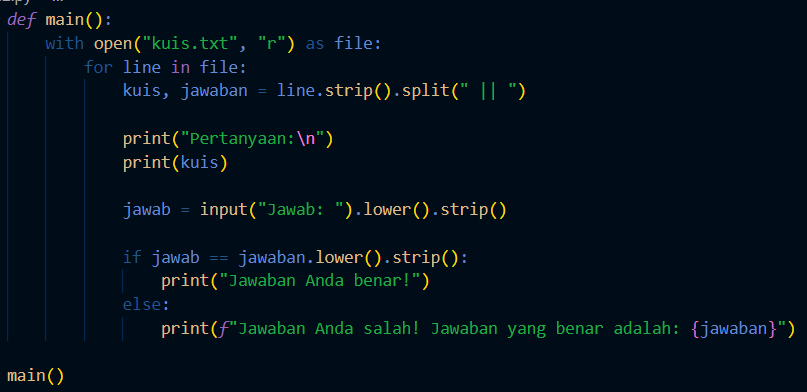 def main():
    with open("kuis.txt", "r") as file:
        for line in file:
            kuis, jawaban = line.strip().split(" || ")

            print("Pertanyaan:\n")
            print(kuis)

            jawab = input("Jawab: ").lower().strip()

            if jawab == jawaban.lower().strip():
                print("Jawaban Anda benar!")
            else:
                print(f"Jawaban Anda salah! Jawaban yang benar adalah: {jawaban}")

main()